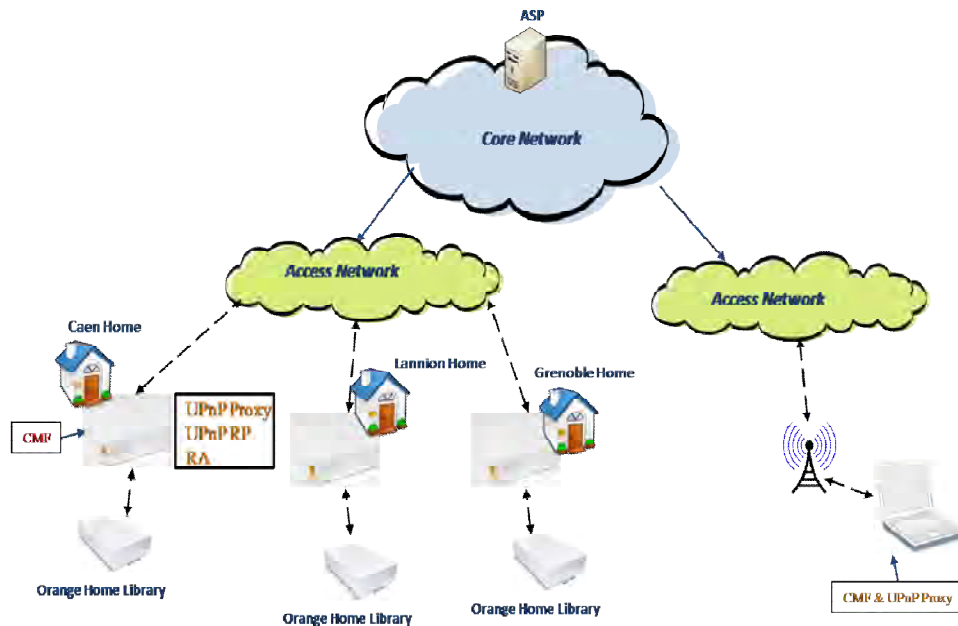 ASP
Core Network
Access Network
Access Network
Caen Home
Lannion Home
Grenoble Home
CMF
UPnP Proxy
UPnP RP
RA
Orange Home Library
Orange Home Library
Orange Home Library
CMF & UPnP Proxy